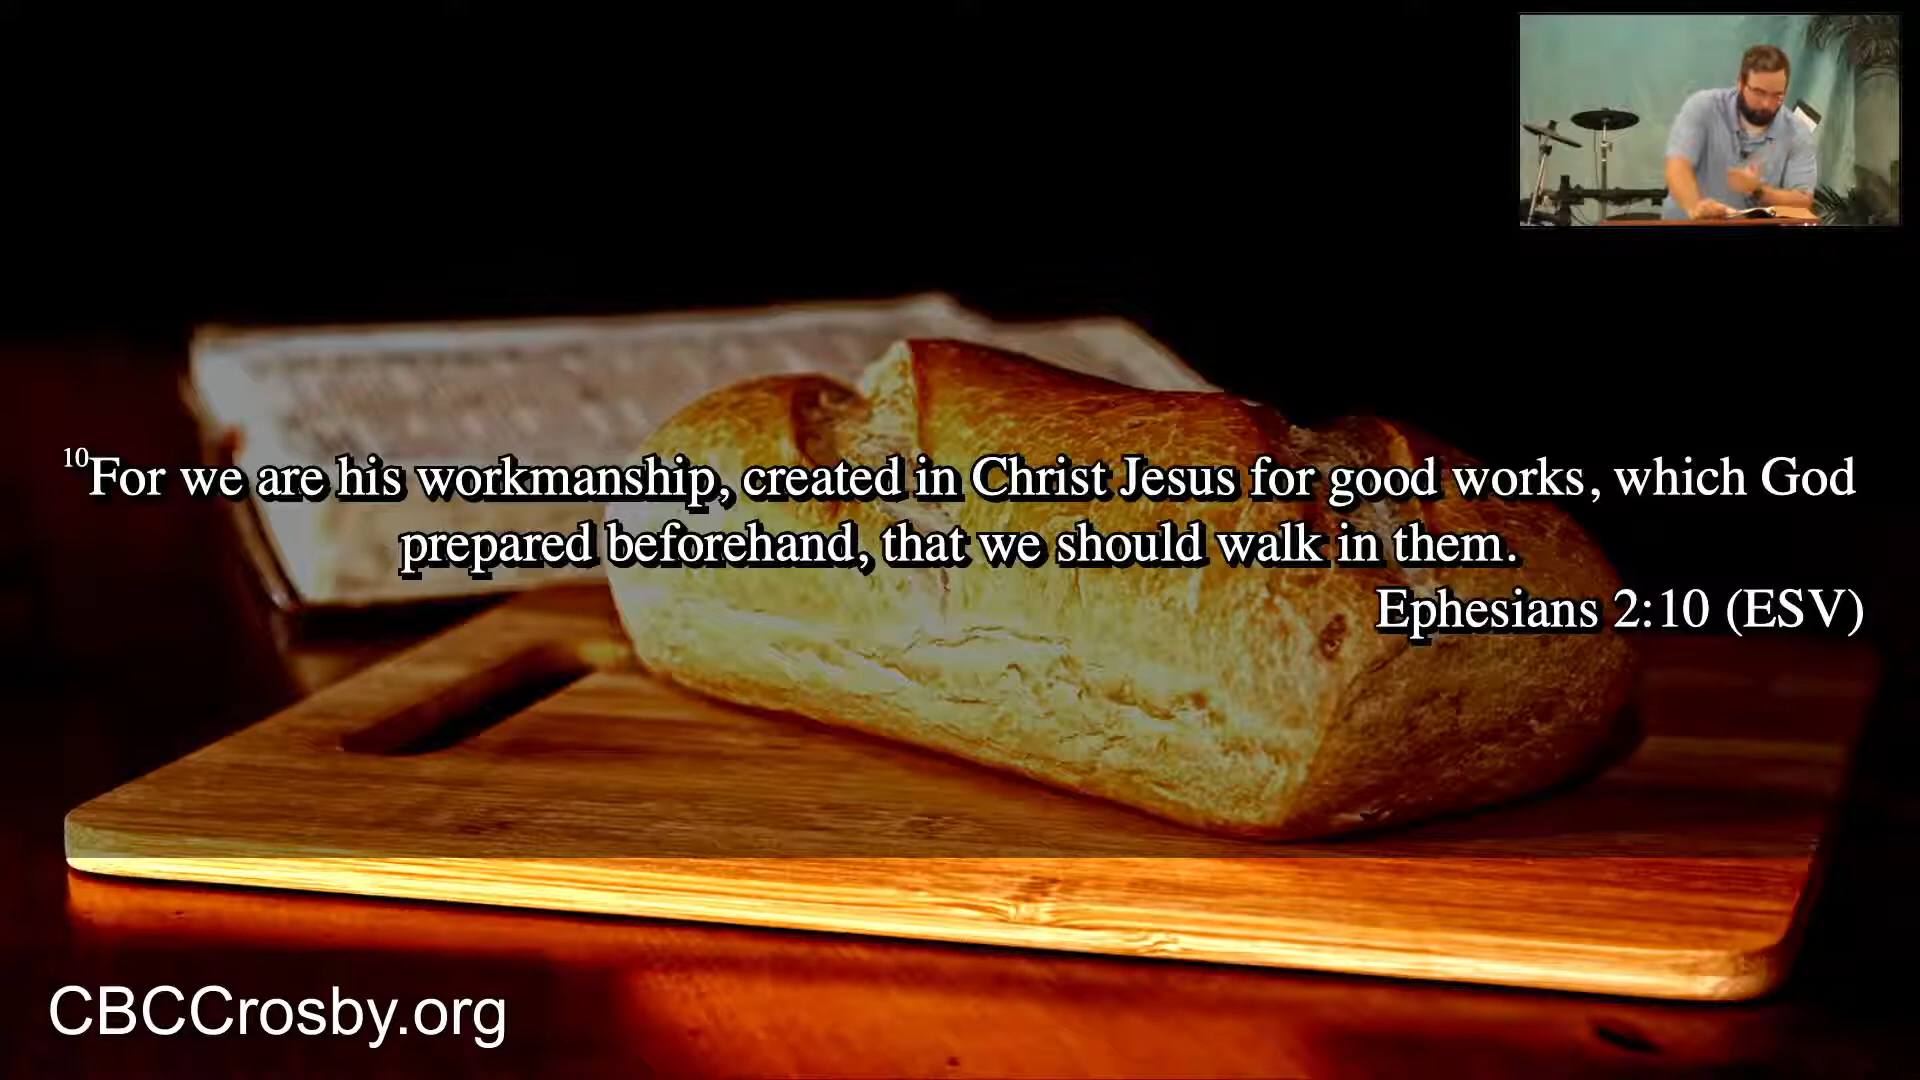 ¹⁰For we are his workmanship, created in Christ Jesus for good works, which God
prepared beforehand, that we should walk in them.
Ephesians 2:10 (ESV)
CBCCrosby.org